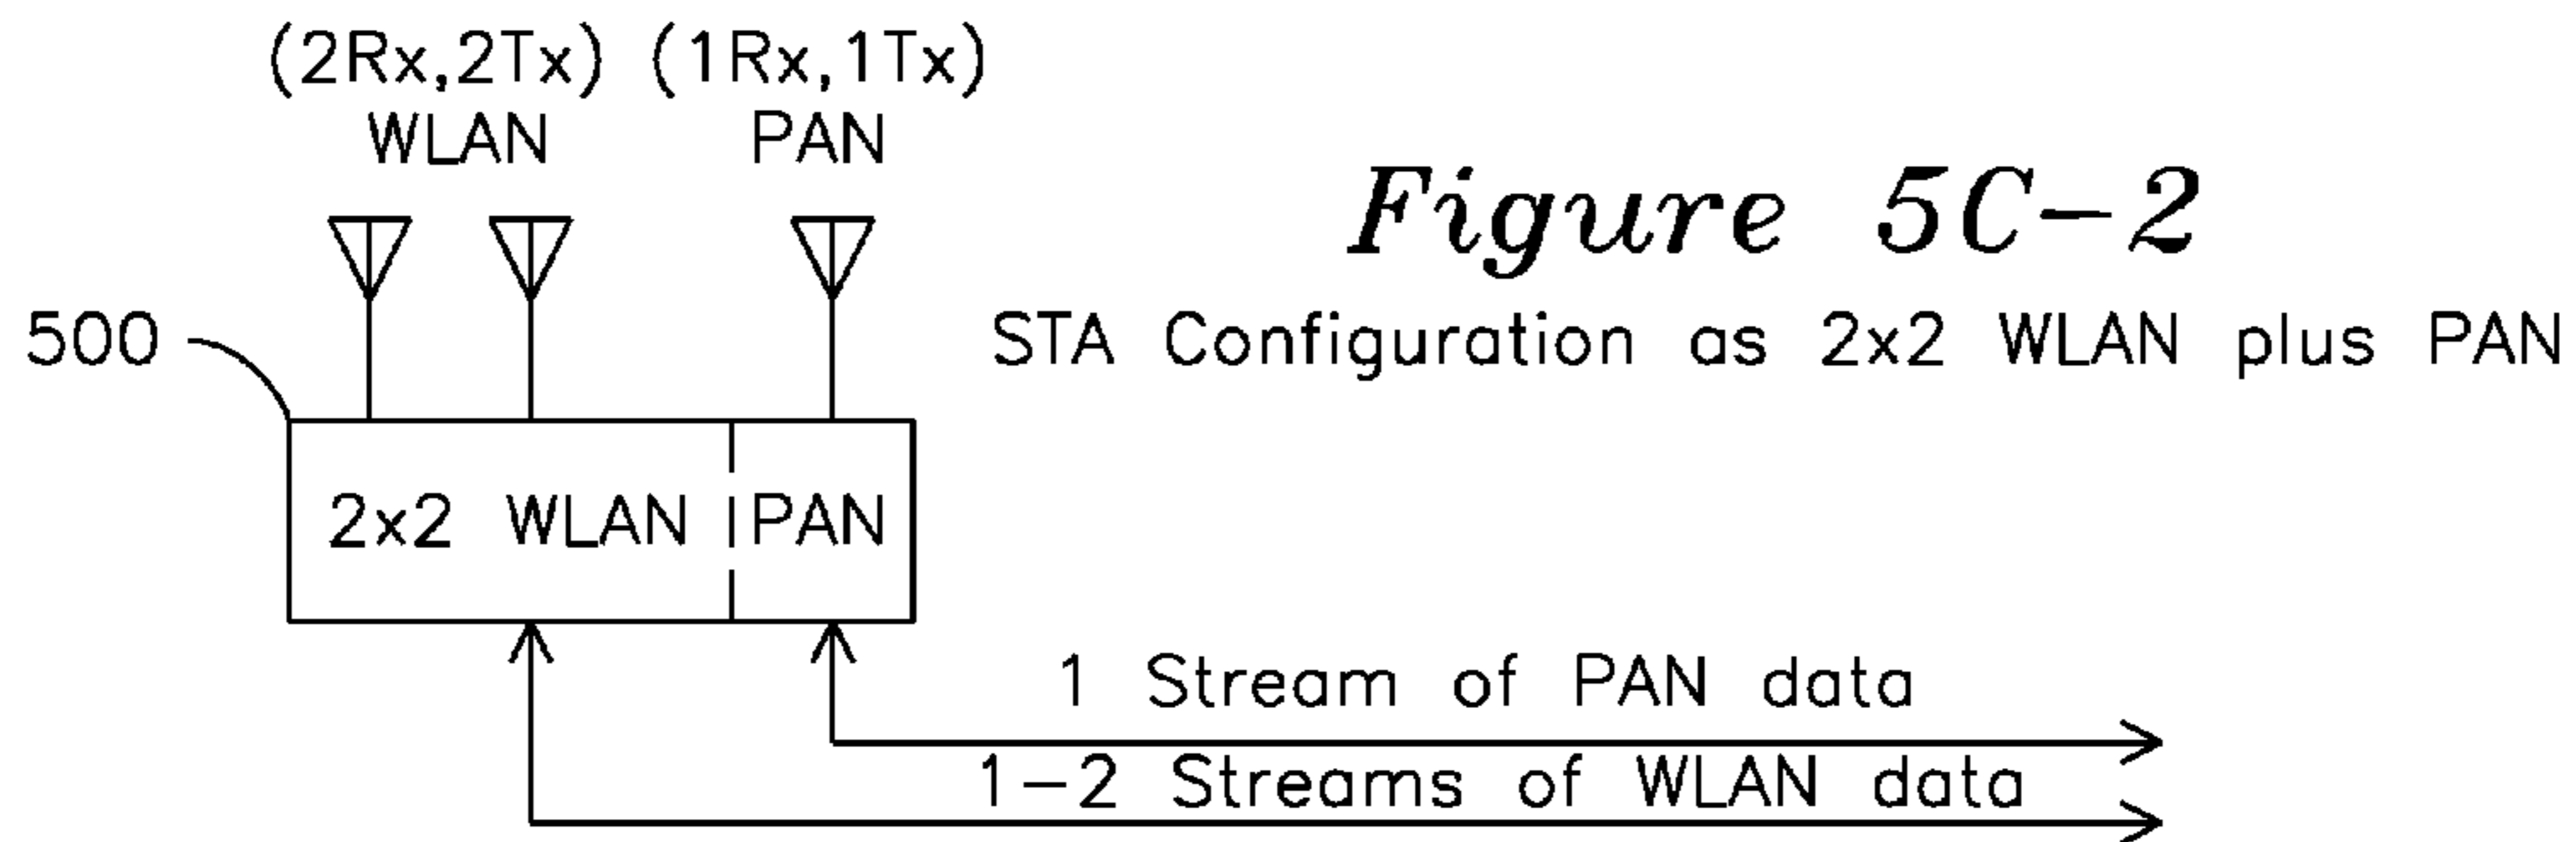 (2Rx,2Tx) (1Rx,1Tx)
WLAN PAN
Figure 5C-2
STA Configuration as 2x2 WLAN plus PAN
500
2x2 WLAN PAN
1 Stream of PAN data
1-2 Streams of WLAN data